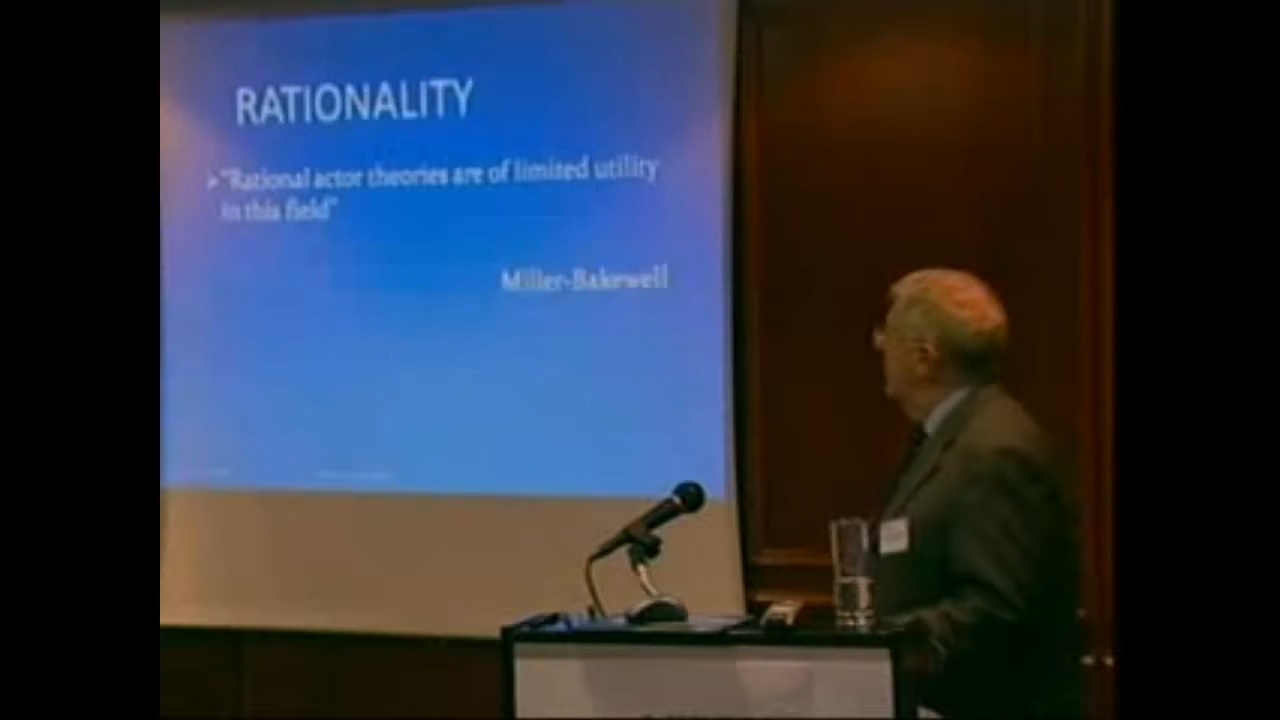 RATIONALITY
➢"Rational actor theories are of limited utility
in this field"
Miller-Bakewell